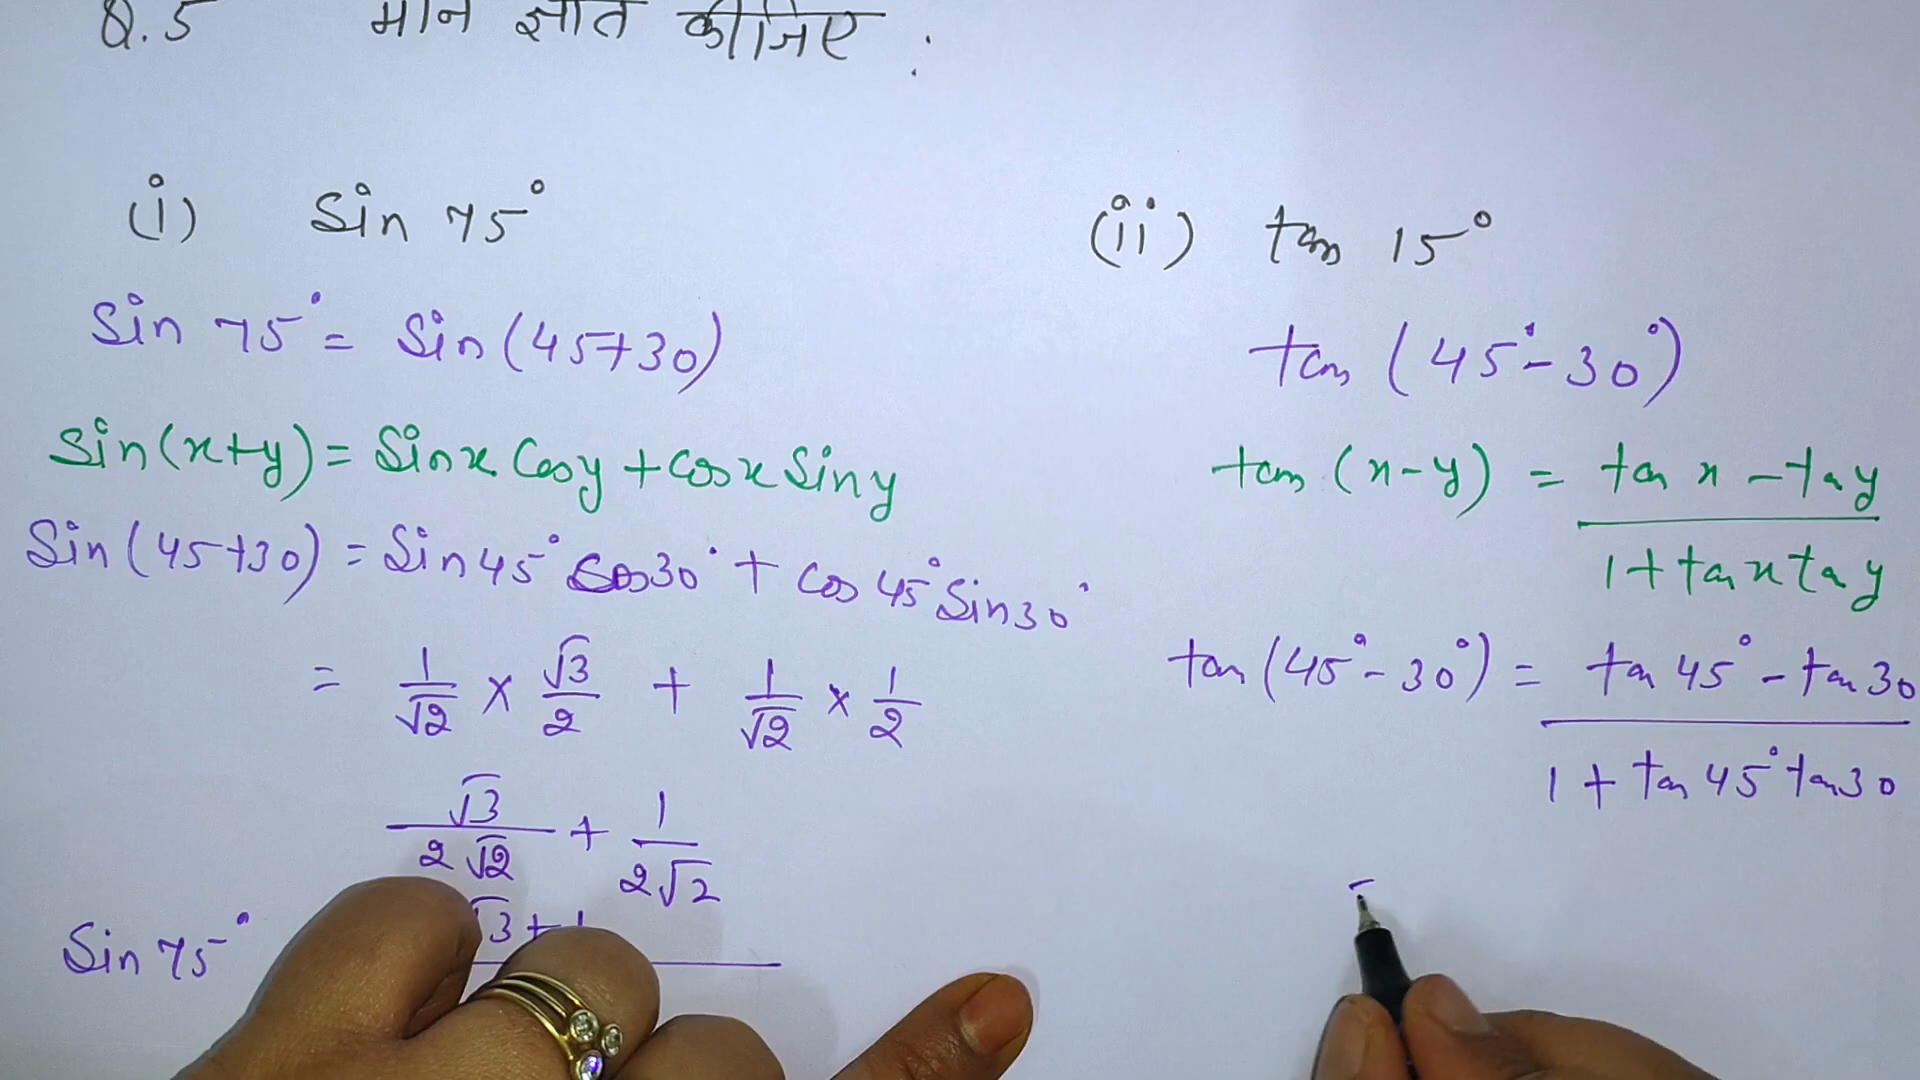 Q.5 मान ज्ञात कीजिए :
(i) Sin 75°
Sin 75° = Sin(45+30)
Sin(x+y) = Sinx Cosy + Cosx Siny
Sin(45+30) = Sin45° Cos30° + Cos 45° Sin30°
= 1/√2 × √3/2 + 1/√2 × 1/2
√3/2√2 + 1/2√2
Sin 75° √3+1
(ii) tan 15°
tan (45°-30°)
tan (x-y) = tan x - tan y / 1 + tan x tan y
tan(45°-30°) = tan 45° - tan 30 / 1 + tan 45° tan30
=